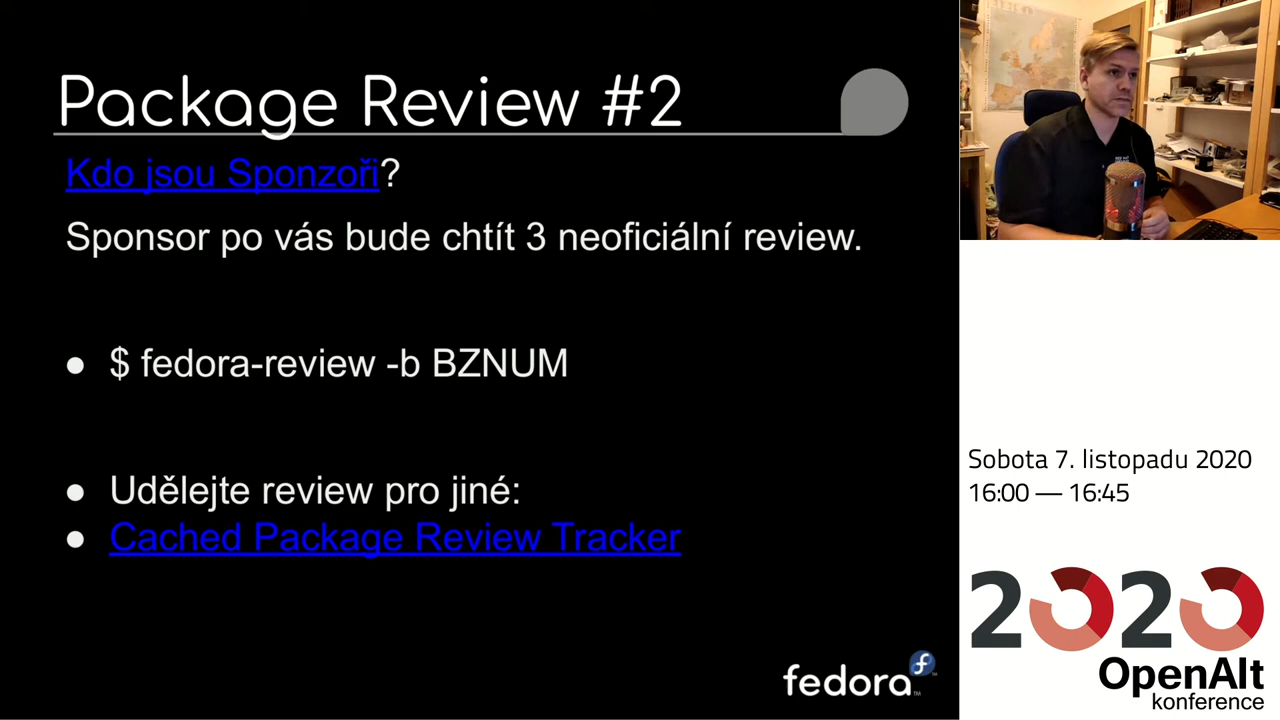 Package Review #2
Kdo jsou Sponzoři?
Sponsor po vás bude chtít 3 neoficiální review.
● $ fedora-review -b BZNUM
● Udělejte review pro jiné:
● Cached Package Review Tracker
fedora
Sobota 7. listopadu 2020
16:00 — 16:45
2020
OpenAlt
konference